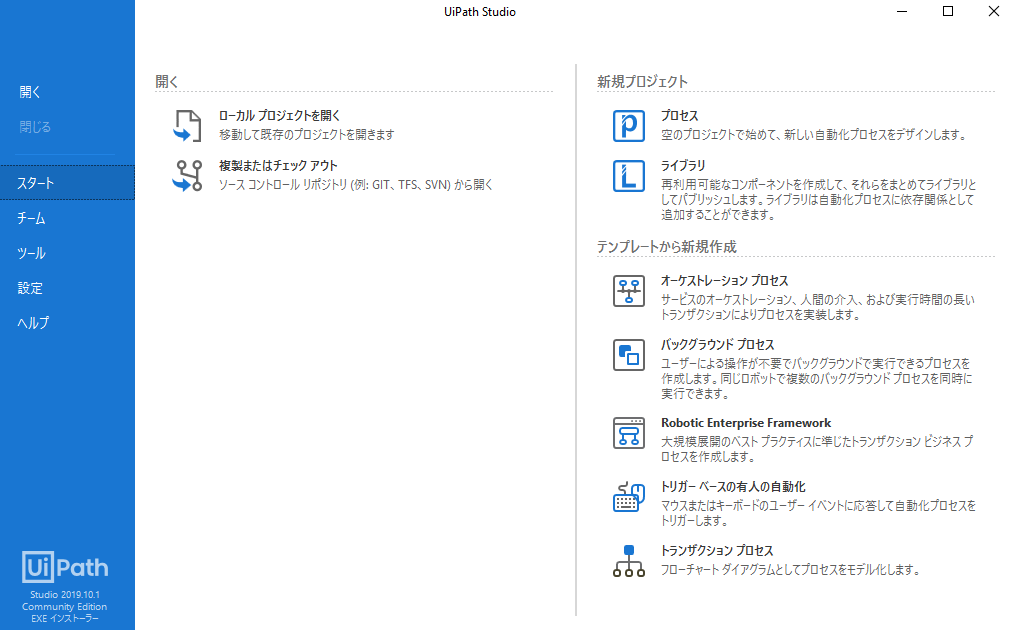 UiPath Studio
開く
閉じる
スタート
チーム
ツール
設定
ヘルプ
UiPath
Studio 2019.10.1
Community Edition
EXE インストーラー
開く
ローカル プロジェクトを開く
移動して既存のプロジェクトを開きます
複製またはチェック アウト
ソース コントロール リポジトリ (例: GIT、TFS、SVN) から開く
新規プロジェクト
プロセス
空のプロジェクトで始めて、新しい自動化プロセスをデザインします。
ライブラリ
再利用可能なコンポーネントを作成して、それらをまとめてライブラリと
してパブリッシュします。ライブラリは自動化プロセスに依存関係として
追加することができます。
テンプレートから新規作成
オーケストレーション プロセス
サービスのオーケストレーション、人間の介入、および実行時間の長い
トランザクションによりプロセスを実装します。
バックグラウンド プロセス
ユーザーによる操作が不要でバックグラウンドで実行できるプロセスを
作成します。同じロボットで複数のバックグラウンド プロセスを同時に
実行できます。
Robotic Enterprise Framework
大規模展開のベスト プラクティスに準じたトランザクション ビジネス プ
ロセスを作成します。
トリガー ベースの有人の自動化
マウスまたはキーボードのユーザー イベントに応答して自動化プロセスを
トリガーします。
トランザクション プロセス
フローチャート ダイアグラムとしてプロセスをモデル化します。